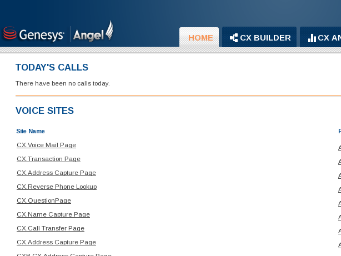 Genesys Angel
HOME CX BUILDER CX AN
TODAY'S CALLS
There have been no calls today.
VOICE SITES
Site Name
CX Voice Mail Page
CX Transaction Page
CX Address Capture Page
CX Reverse Phone Lookup
CX QuestionPage
CX Name Capture Page
CX Call Transfer Page
CX Address Capture Page